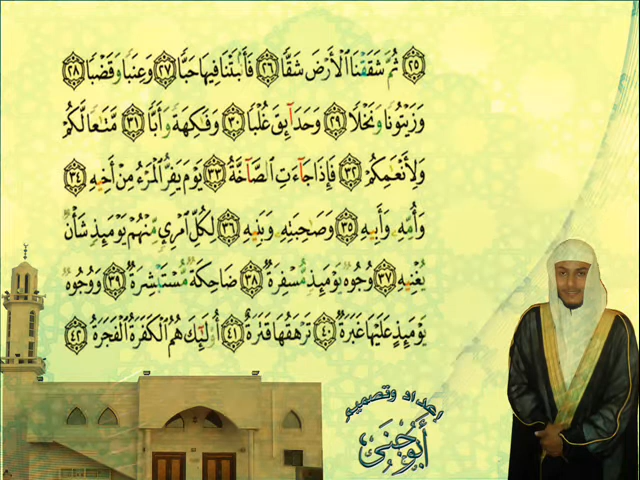 ﴿٢٥﴾ ثُمَّ شَقَقْنَا ٱلْأَرْضَ شَقًّا ﴿٢٦﴾ فَأَنۢبَتْنَا فِيهَا حَبًّا ﴿٢٧﴾ وَعِنَبًا وَقَضْبًا ﴿٢٨﴾
وَزَيْتُونًا وَنَخْلًا ﴿٢٩﴾ وَحَدَآئِقَ غُلْبًا ﴿٣٠﴾ وَفَٰكِهَةً وَأَبًّا ﴿٣١﴾ مَّتَٰعًا لَّكُمْ
وَلِأَنْعَٰمِكُمْ ﴿٣٢﴾ فَإِذَا جَآءَتِ ٱلصَّآخَّةُ ﴿٣٣﴾ يَوْمَ يَفِرُّ ٱلْمَرْءُ مِنْ أَخِيهِ ﴿٣٤﴾
وَأُمِّهِۦ وَأَبِيهِ ﴿٣٥﴾ وَصَٰحِبَتِهِۦ وَبَنِيهِ ﴿٣٦﴾ لِكُلِّ ٱمْرِئٍ مِّنْهُمْ يَوْمَئِذٍ شَأْنٌ
يُغْنِيهِ ﴿٣٧﴾ وُجُوهٌ يَوْمَئِذٍ مُّسْفِرَةٌ ﴿٣٨﴾ ضَاحِكَةٌ مُّسْتَبْشِرَةٌ ﴿٣٩﴾ وَوُجُوهٌ
يَوْمَئِذٍ عَلَيْهَا غَبَرَةٌ ﴿٤٠﴾ تَرْهَقُهَا قَتَرَةٌ ﴿٤١﴾ أُو۟لَٰٓئِكَ هُمُ ٱلْكَفَرَةُ ٱلْفَجَرَةُ ﴿٤٢﴾
إعداد وتصميم
أبو جنى